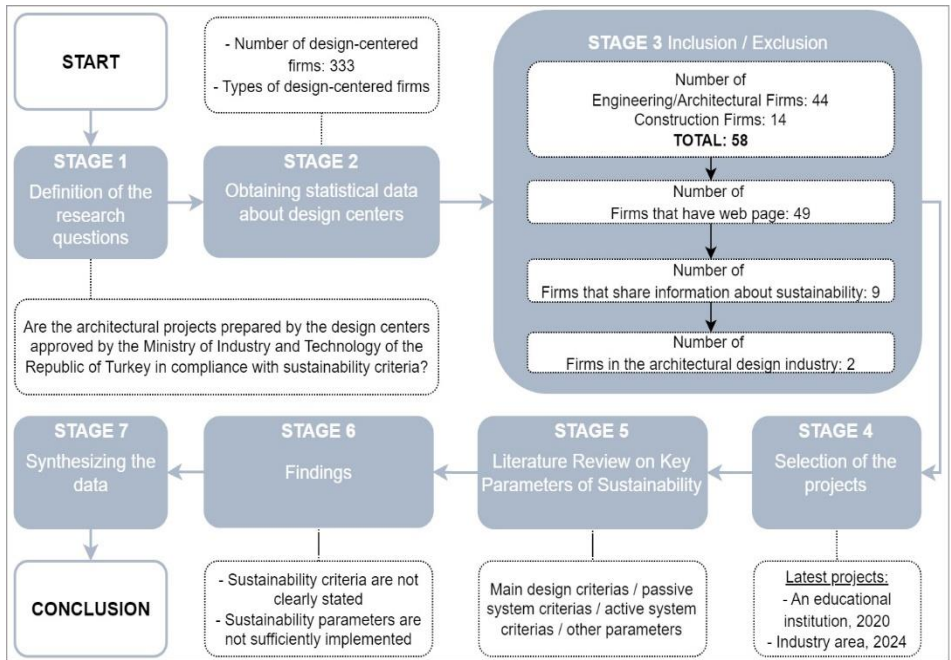 START
- Number of design-centered
firms: 333
- Types of design-centered firms
STAGE 1
Definition of the
research
questions
STAGE 2
Obtaining statistical data
about design centers
STAGE 3 Inclusion / Exclusion
Number of
Engineering/Architectural Firms: 44
Construction Firms: 14
TOTAL: 58
Number of
Firms that have web page: 49
Number of
Firms that share information about sustainability: 9
Number of
Firms in the architectural design industry: 2
Are the architectural projects prepared by the design centers
approved by the Ministry of Industry and Technology of the
Republic of Turkey in compliance with sustainability criteria?
STAGE 4
Selection of the
projects
Latest projects:
- An educational
institution, 2020
- Industry area, 2024
STAGE 5
Literature Review on Key
Parameters of Sustainability
Main design criterias / passive
system criterias / active system
criterias / other parameters
STAGE 6
Findings
- Sustainability criteria are not
clearly stated
- Sustainability parameters are
not sufficiently implemented
STAGE 7
Synthesizing the
data
CONCLUSION